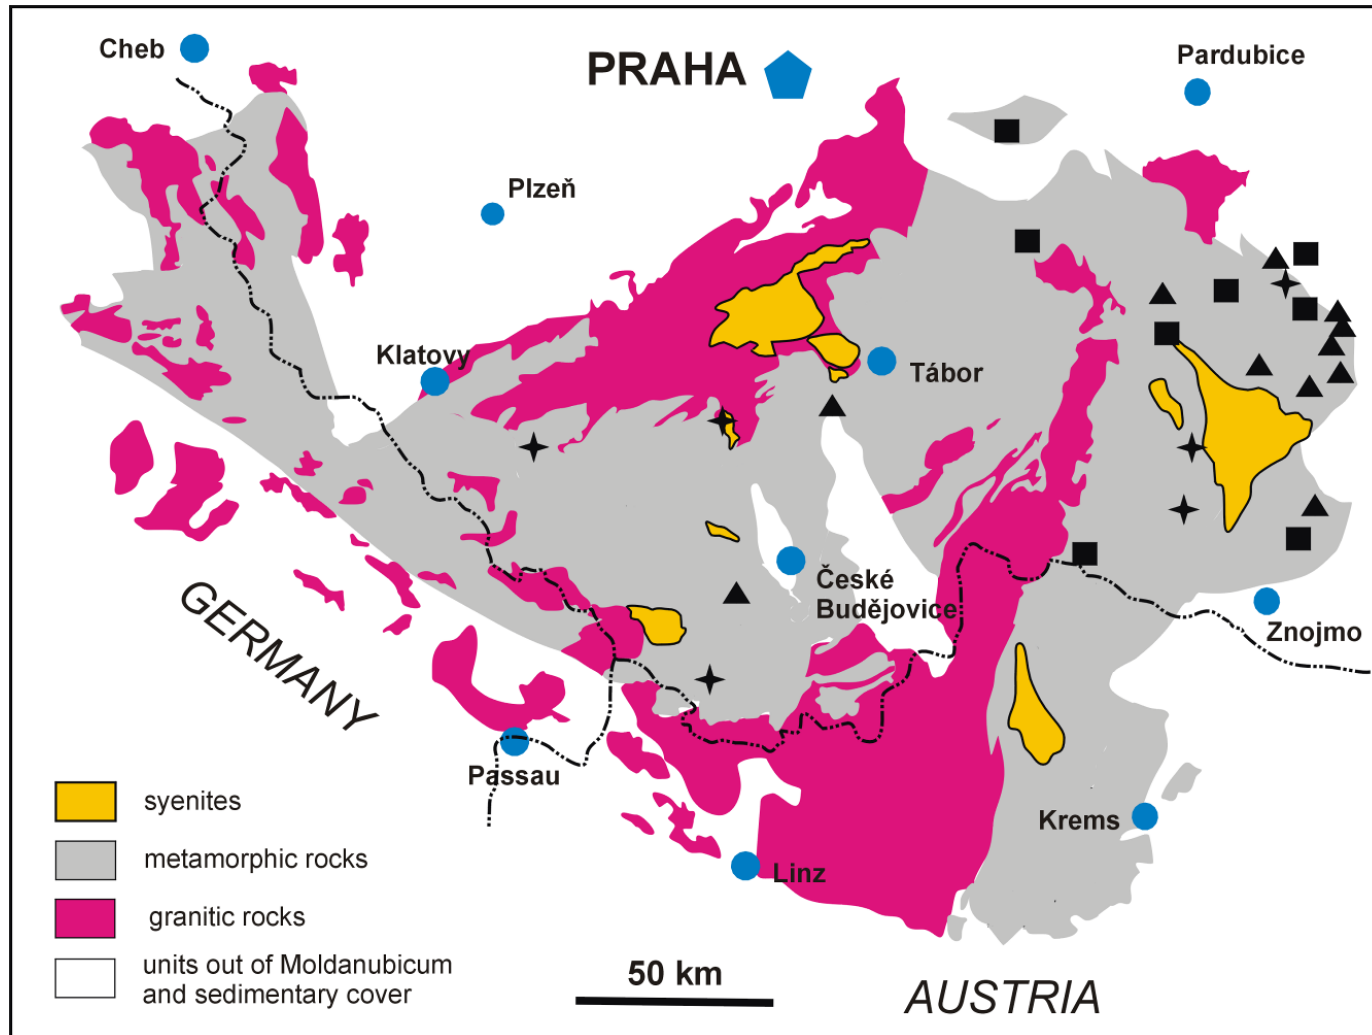 Cheb
PRAHA
Pardubice
Plzeň
Klatovy
Tábor
České
Budějovice
GERMANY
Znojmo
Passau
syenites
Krems
metamorphic rocks
Linz
granitic rocks
units out of Moldanubicum
and sedimentary cover
50 km
AUSTRIA